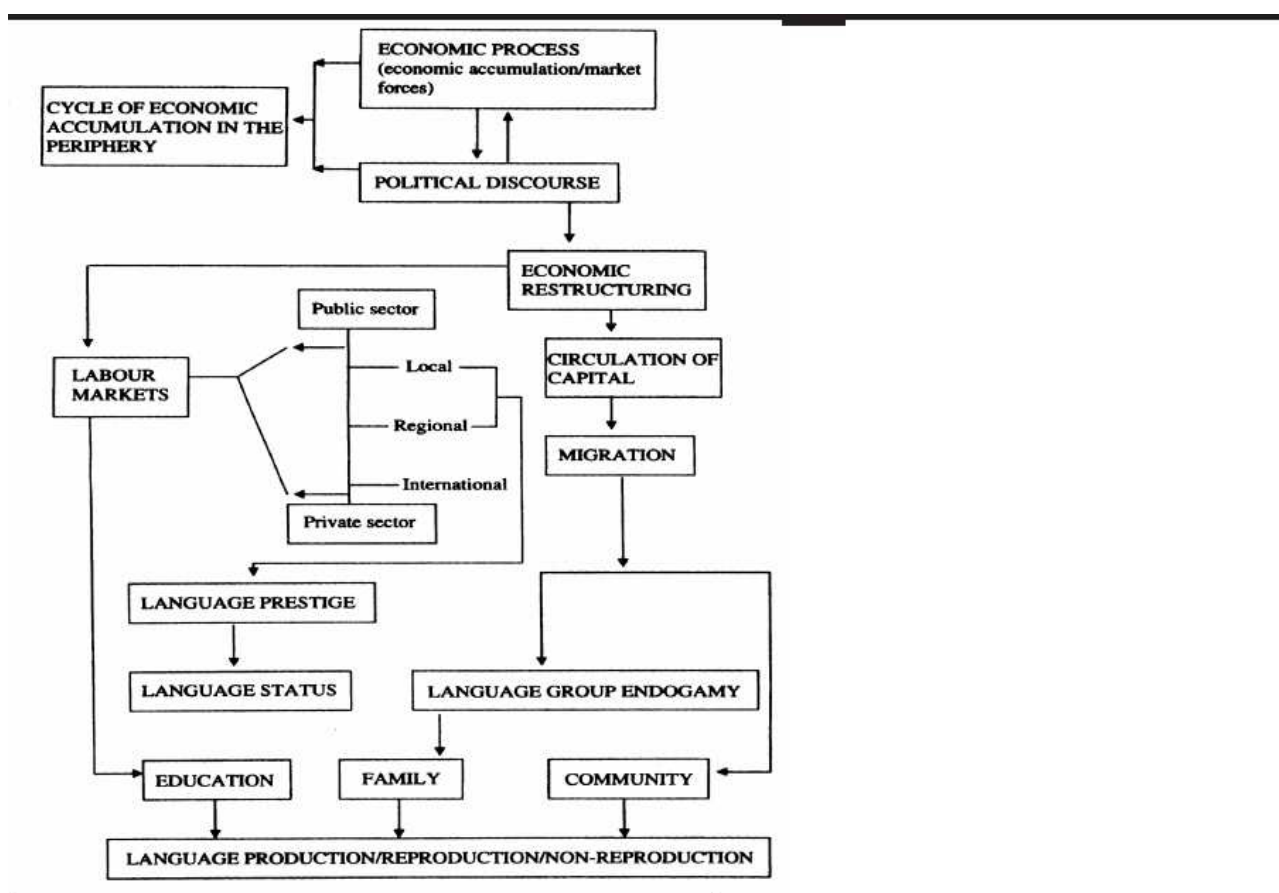 ECONOMIC PROCESS
(economic accumulation/market
forces)
CYCLE OF ECONOMIC
ACCUMULATION IN THE
PERIPHERY
POLITICAL DISCOURSE
ECONOMIC
RESTRUCTURING
Public sector
LABOUR
MARKETS
Local
Regional
International
Private sector
CIRCULATION OF
CAPITAL
MIGRATION
LANGUAGE PRESTIGE
LANGUAGE STATUS
LANGUAGE GROUP ENDOGAMY
EDUCATION
FAMILY
COMMUNITY
LANGUAGE PRODUCTION/REPRODUCTION/NON-REPRODUCTION